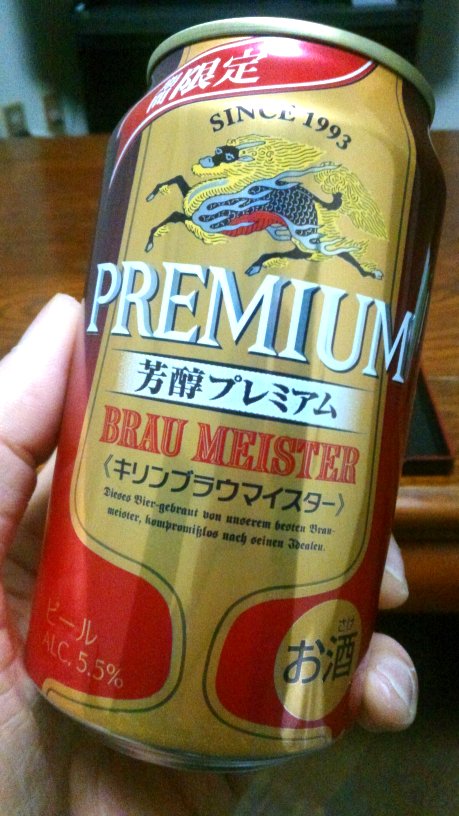 限定
SINCE 1993
PREMIUM
芳醇プレミアム
BRAU MEISTER
《キリンブラウマイスター》
Dieses Bier-gebraut von unserem besten Brau-
meister, kompromißlos nach seinen Idealen.
ビール
ALC. 5.5%
さけ
お酒